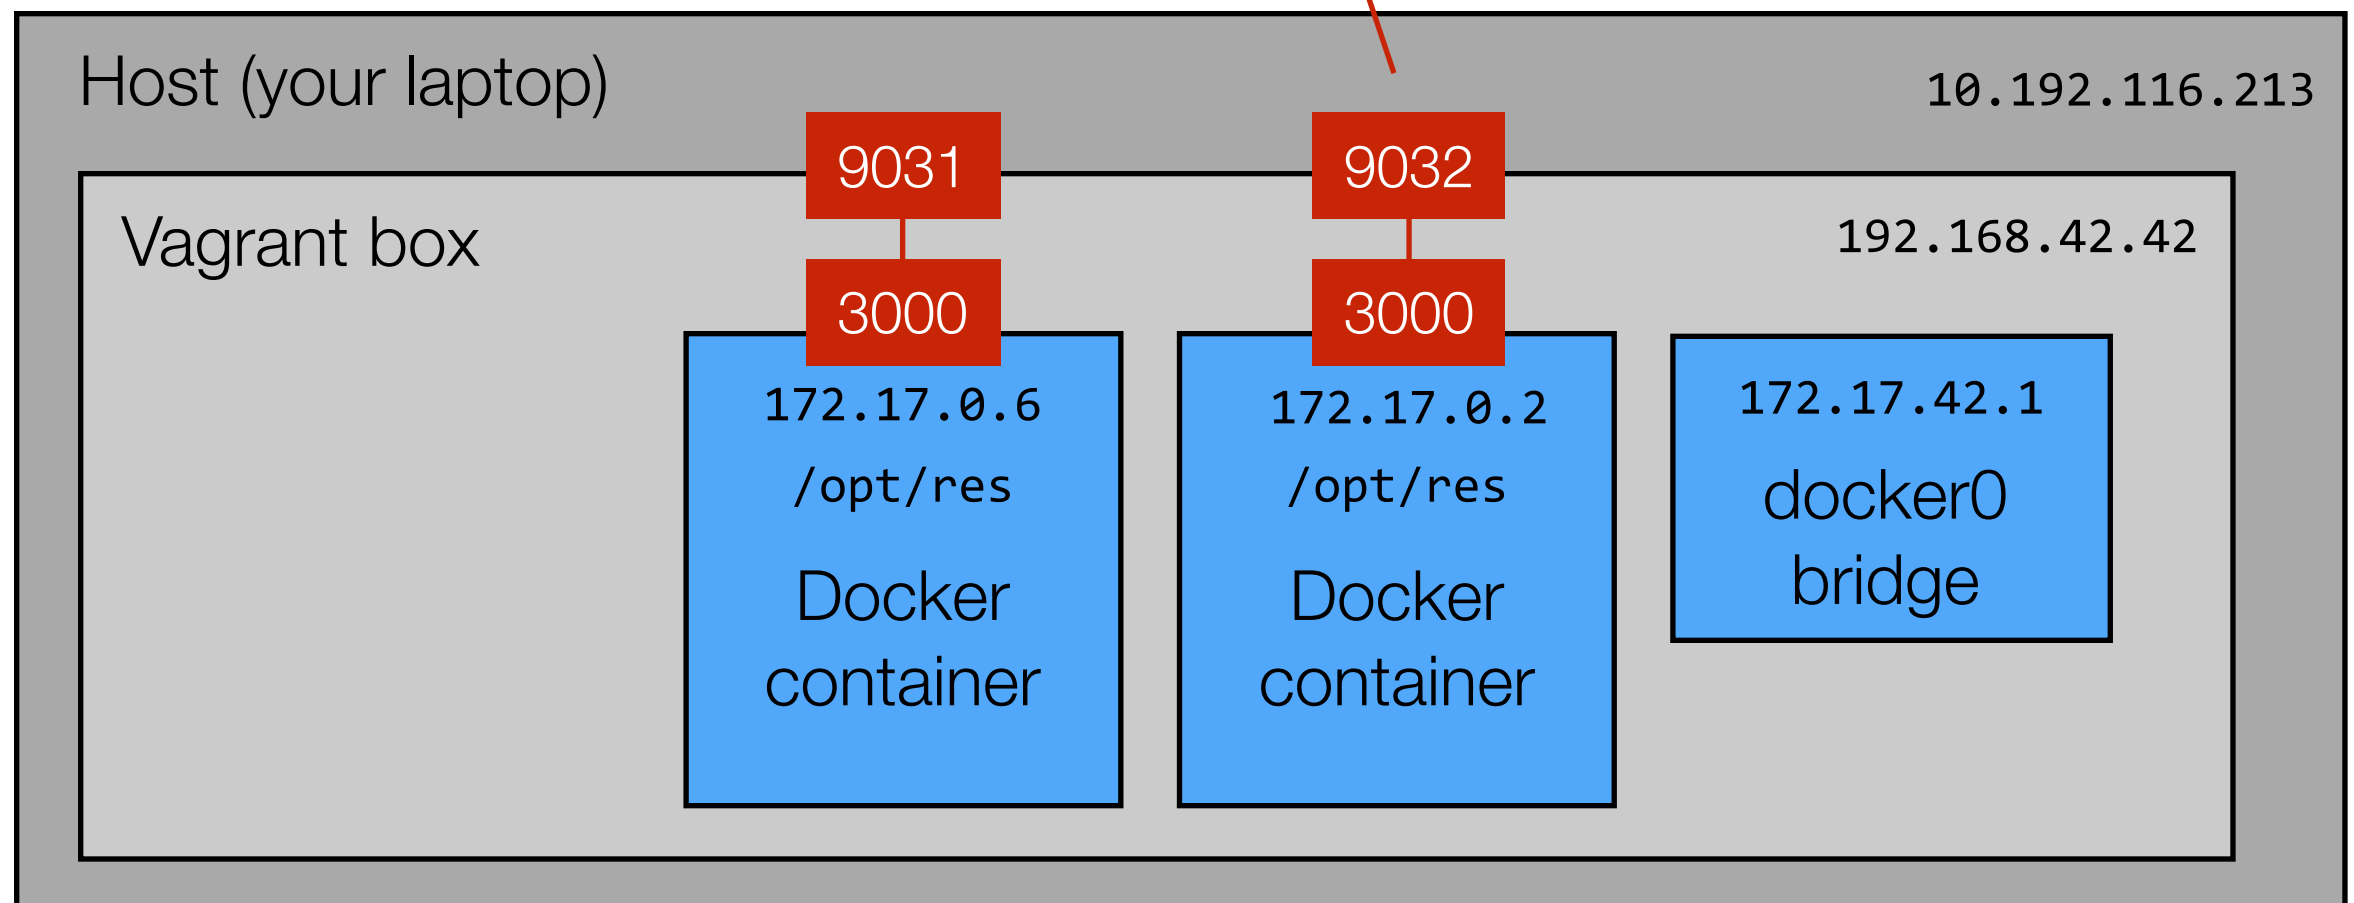 Host (your laptop)
10.192.116.213
9031
9032
Vagrant box
192.168.42.42
3000
3000
172.17.0.6
/opt/res
Docker
container
172.17.0.2
/opt/res
Docker
container
172.17.42.1
docker0
bridge